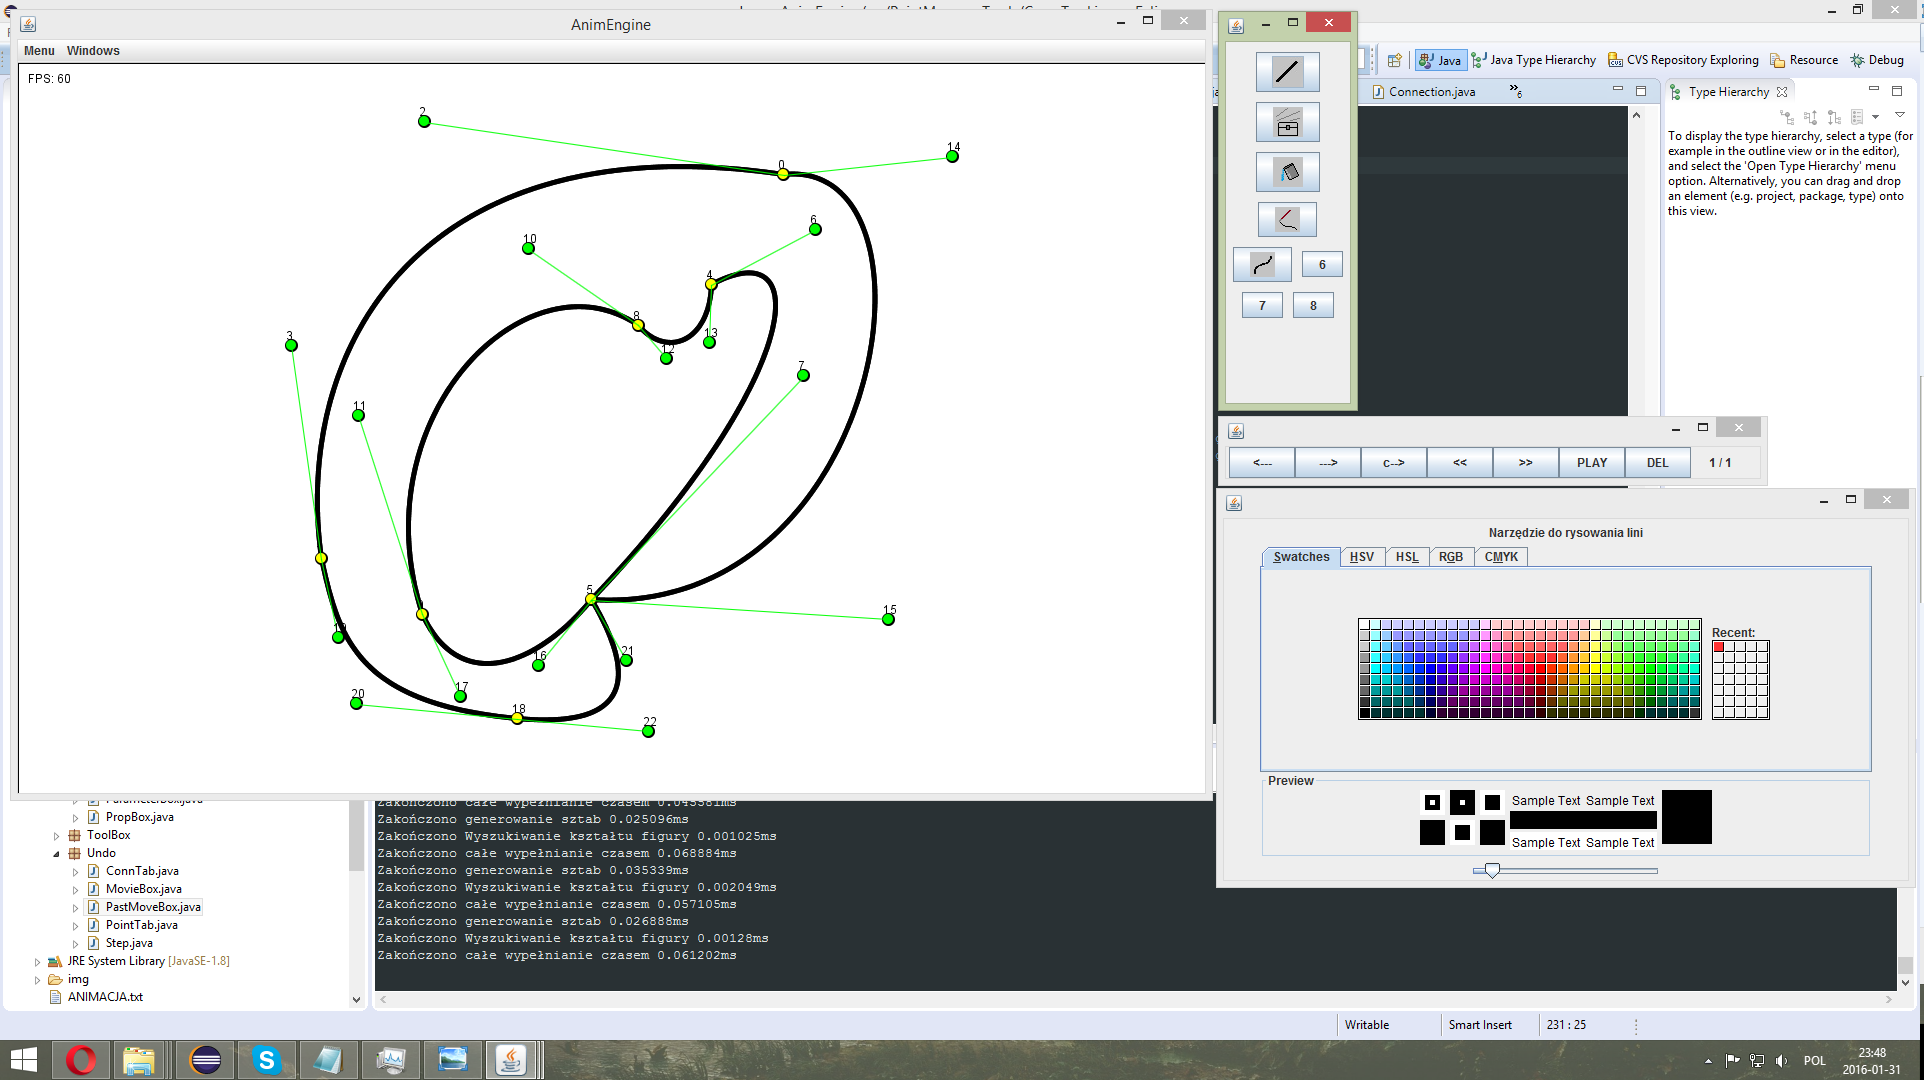 AnimEngine
Menu Windows
FPS: 60
2
14
0
6
10
4
8
3
13
12
7
11
5
15
19
16
21
17
20
18
22
6
7
8
Java
Java Type Hierarchy
CVS Repository Exploring
Resource
Debug
Connection.java
»6
Type Hierarchy
To display the type hierarchy, select a type (for
example in the outline view or in the editor),
and select the 'Open Type Hierarchy' menu
option. Alternatively, you can drag and drop
an element (e.g. project, package, type) onto
this view.
<--- ---> c--> << >> PLAY DEL 1 / 1
Narzędzie do rysowania lini
Swatches HSV HSL RGB CMYK
Recent:
Preview
Sample Text Sample Text
Sample Text Sample Text
ParameterBox.java
PropBox.java
ToolBox
Undo
ConnTab.java
MovieBox.java
PastMoveBox.java
PointTab.java
Step.java
JRE System Library [JavaSE-1.8]
img
ANIMACJA.txt
Zakończono całe wypełnianie czasem 0.045581ms
Zakończono generowanie sztab 0.025096ms
Zakończono Wyszukiwanie kształtu figury 0.001025ms
Zakończono całe wypełnianie czasem 0.068884ms
Zakończono generowanie sztab 0.035339ms
Zakończono Wyszukiwanie kształtu figury 0.002049ms
Zakończono całe wypełnianie czasem 0.057105ms
Zakończono generowanie sztab 0.026888ms
Zakończono Wyszukiwanie kształtu figury 0.00128ms
Zakończono całe wypełnianie czasem 0.061202ms
Writable
Smart Insert
231 : 25
POL
23:48
2016-01-31